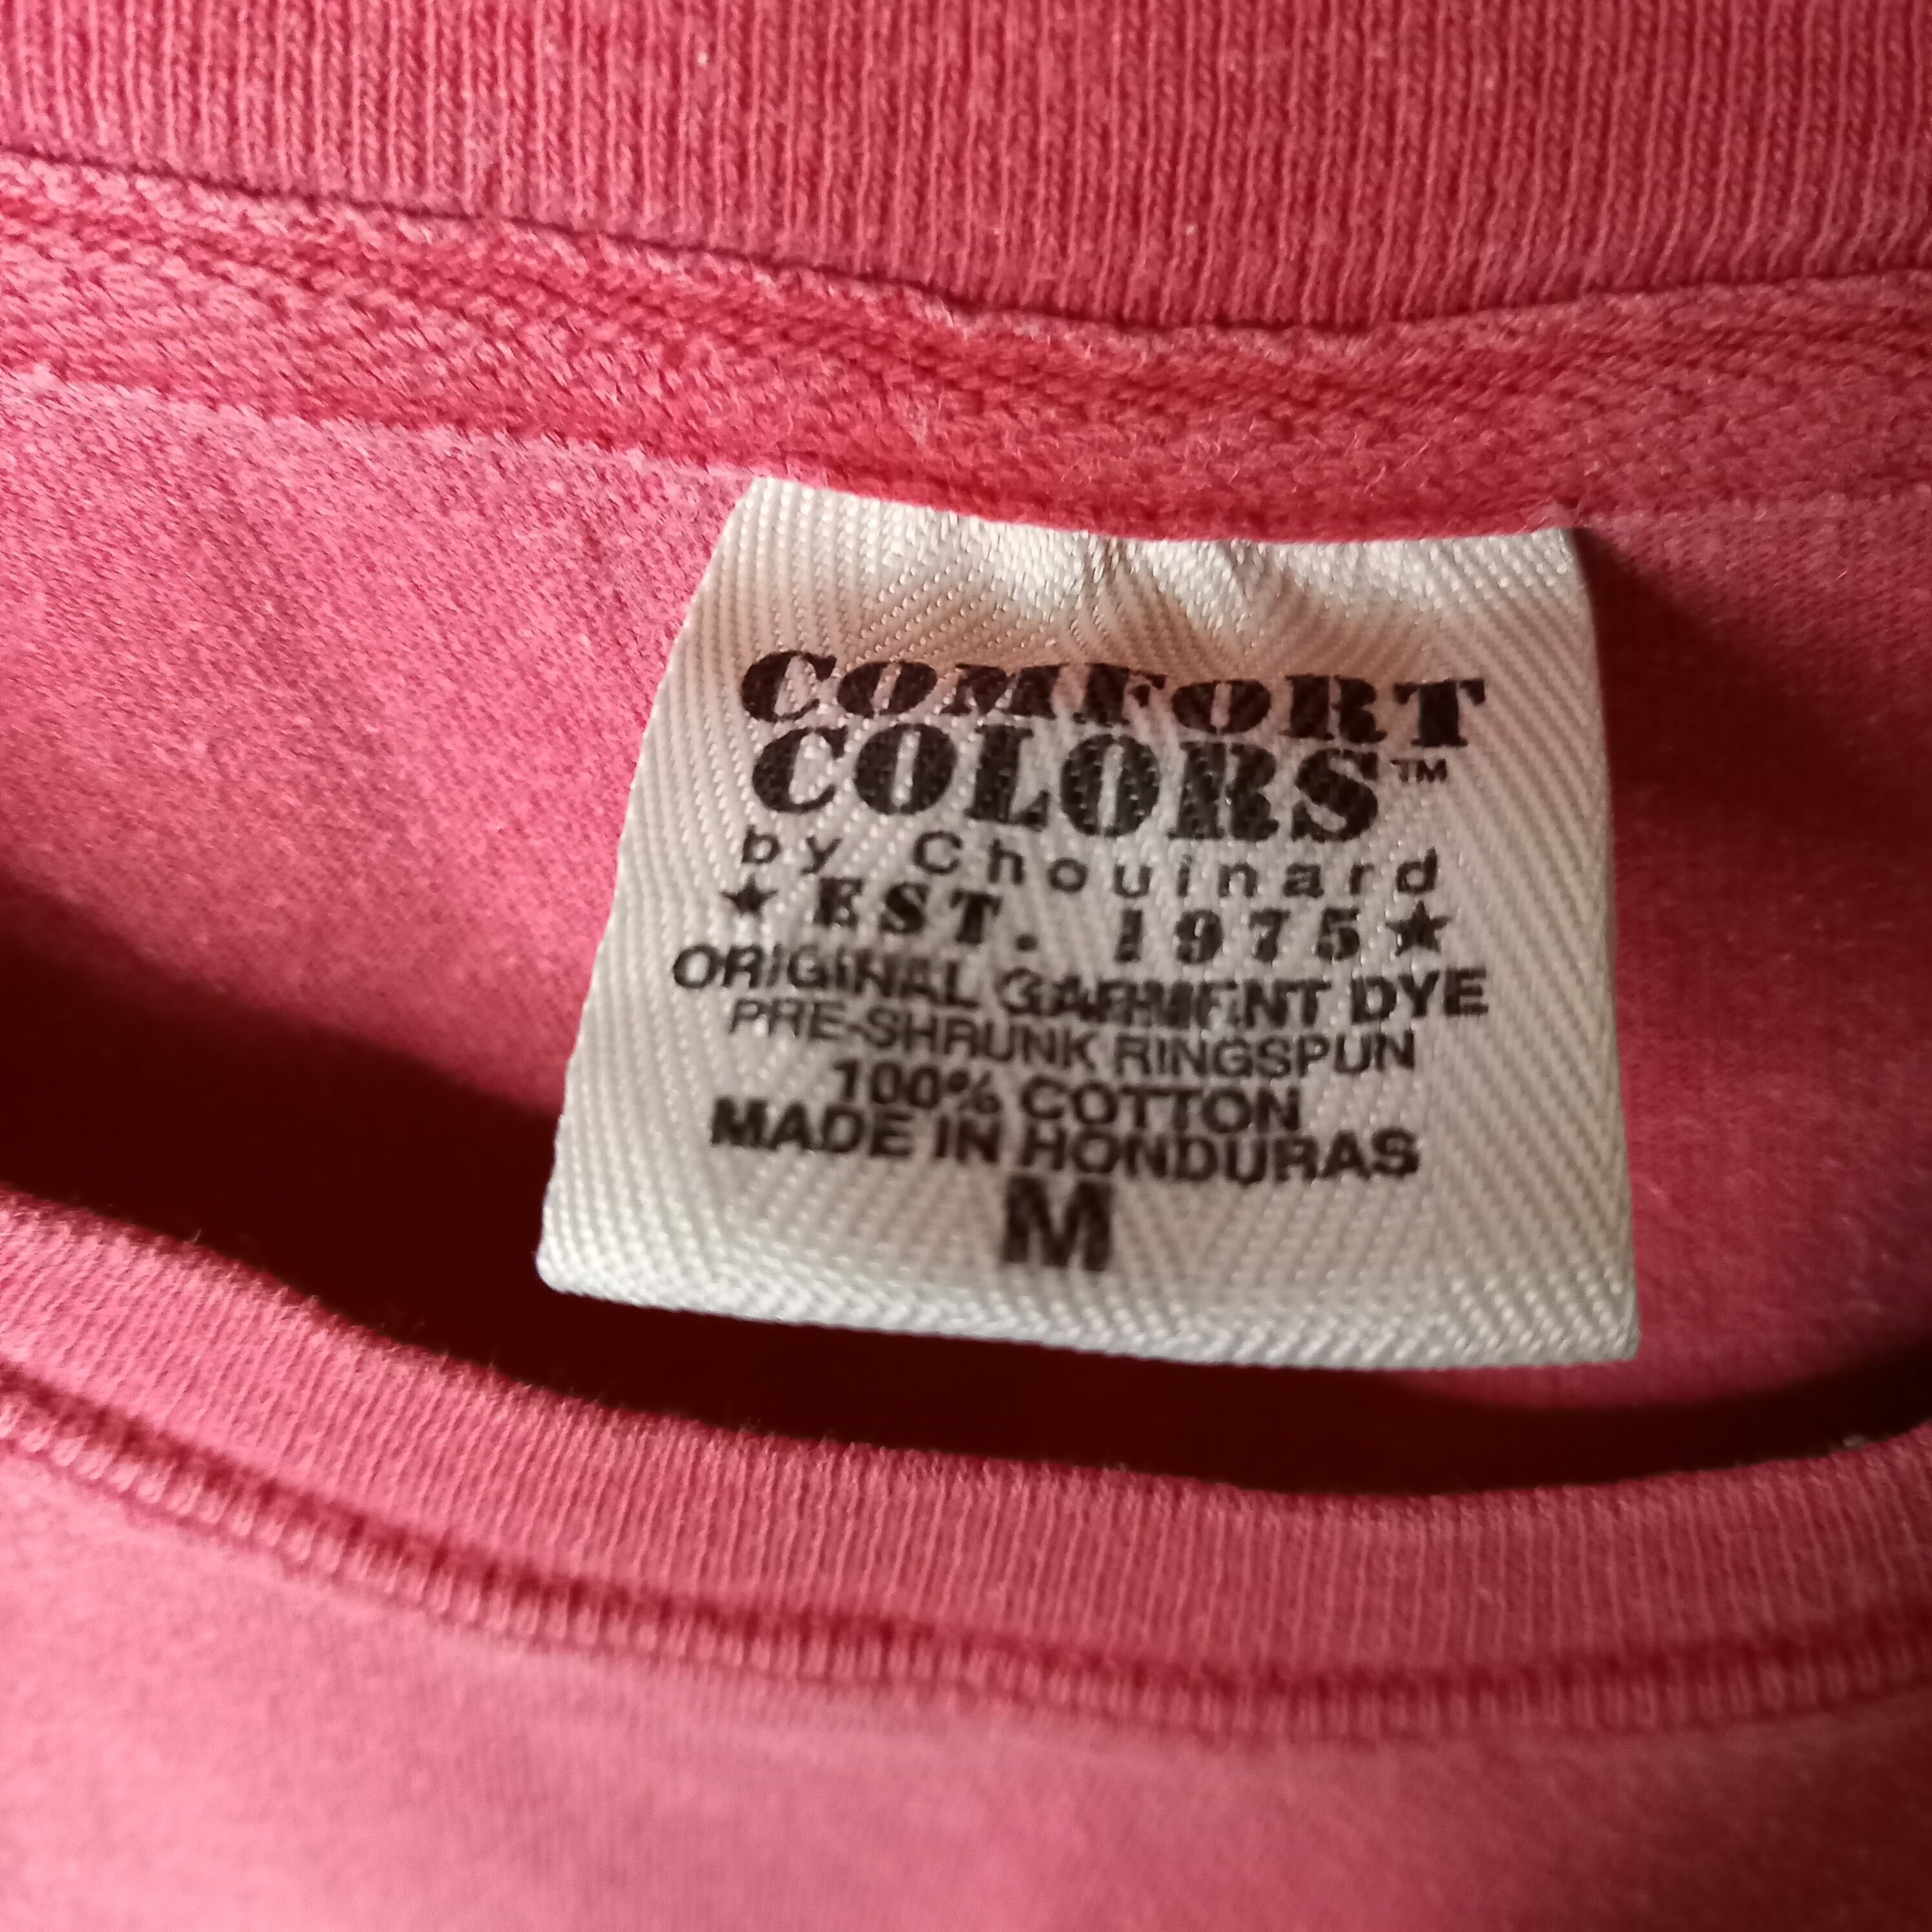 COMFORT
COLORS™
by Chouinard
★ EST. 1975 ★
ORIGINAL GARMENT DYE
PRE-SHRUNK RINGSPUN
100% COTTON
MADE IN HONDURAS
M